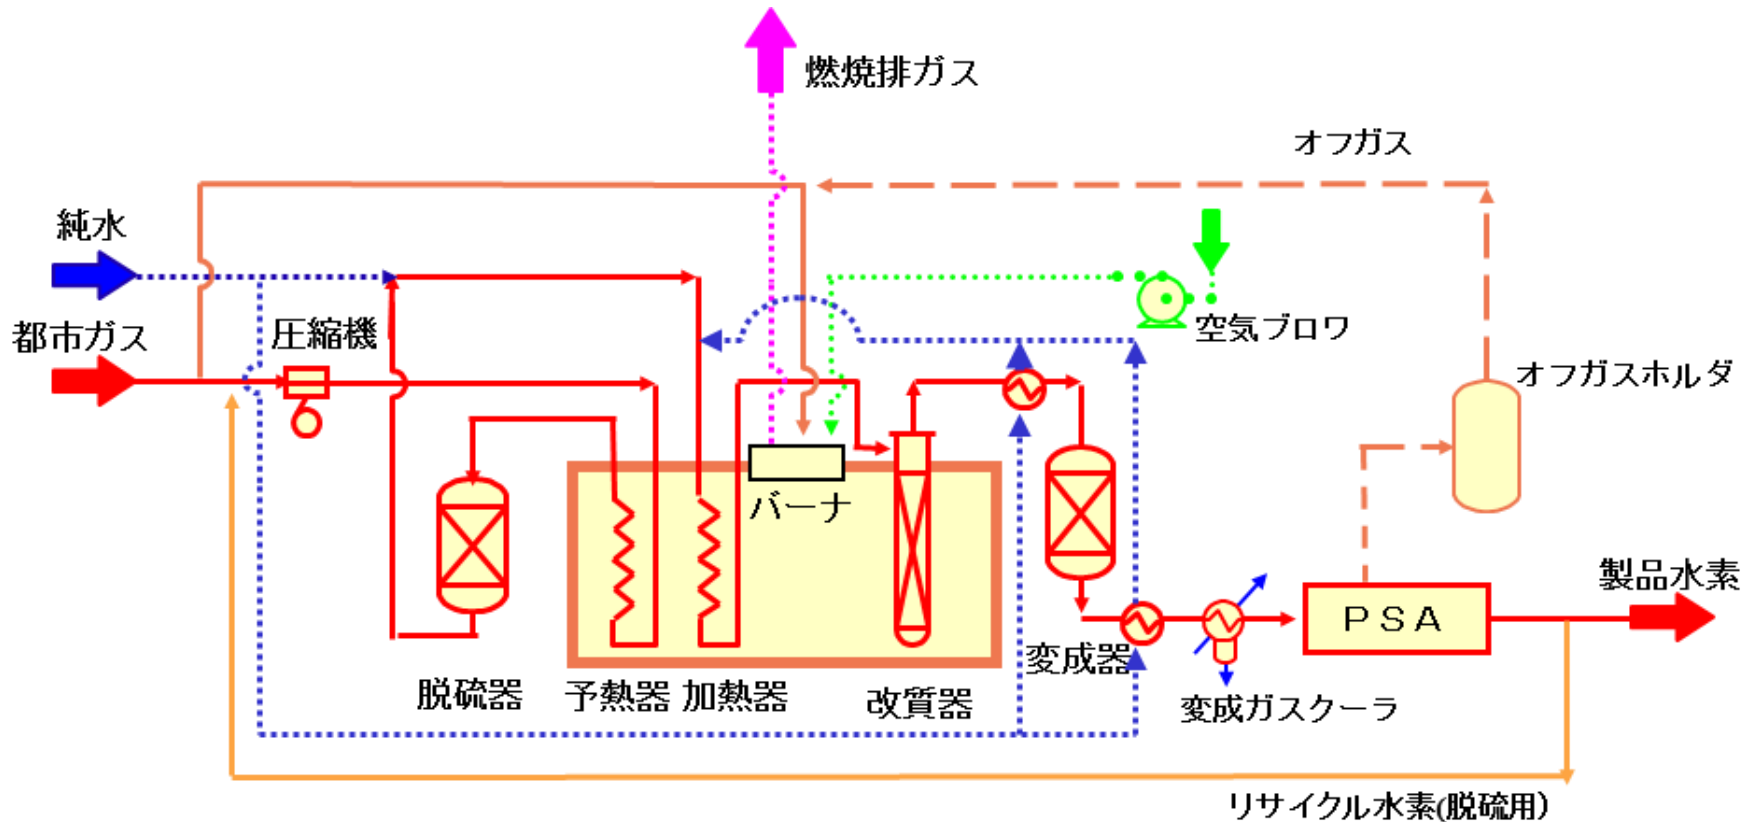 燃焼排ガス
オフガス
純水
都市ガス
圧縮機
空気ブロワ
オフガスホルダ
バーナ
製品水素
PSA
変成器
脱硫器
予熱器
加熱器
改質器
変成ガスクーラ
リサイクル水素(脱硫用)